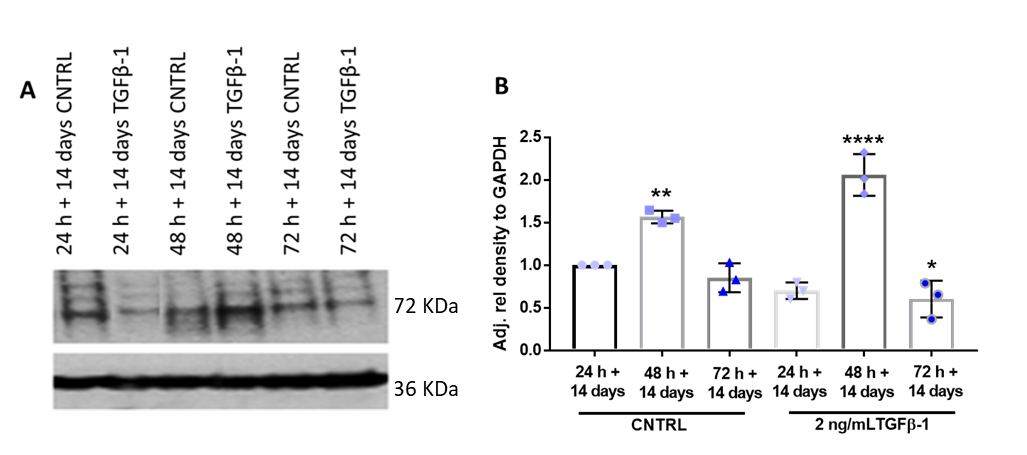 A
24 h + 14 days CNTRL
24 h + 14 days TGFβ-1
48 h + 14 days CNTRL
48 h + 14 days TGFβ-1
72 h + 14 days CNTRL
72 h + 14 days TGFβ-1
72 KDa
36 KDa
B
Adj. rel density to GAPDH
2.5
2.0
1.5
1.0
0.5
0.0
**
****
*
24 h +
14 days
48 h +
14 days
72 h +
14 days
24 h +
14 days
48 h +
14 days
72 h +
14 days
CNTRL
2 ng/mLTGFβ-1